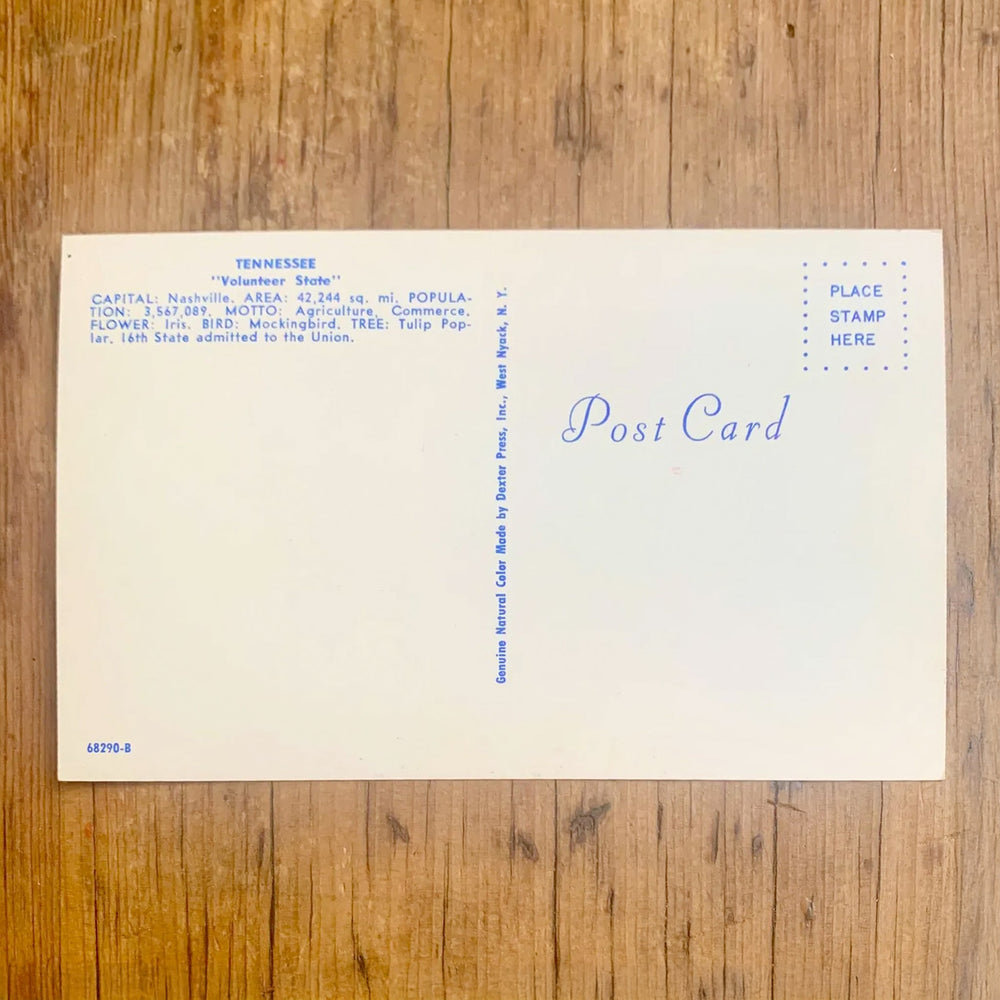 TENNESSEE
"Volunteer State"
CAPITAL: Nashville. AREA: 42,244 sq. mi. POPULA-
TION: 3,567,089. MOTTO: Agriculture, Commerce.
FLOWER: Iris. BIRD: Mockingbird. TREE: Tulip Pop-
lar. 16th State admitted to the Union.
68290-B
Genuine Natural Color Made by Dexter Press, Inc., West Nyack, N. Y.
PLACE
STAMP
HERE
Post Card